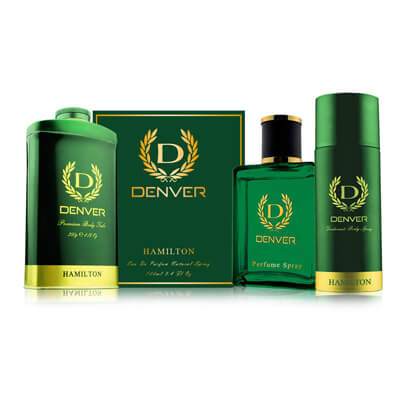 D
DENVER
Premium Body Talc
HAMILTON
D
DENVER
HAMILTON
Eau De Parfum Natural Spray
D
DENVER
Perfume Spray
D
DENVER
Deodorant Body Spray
HAMILTON